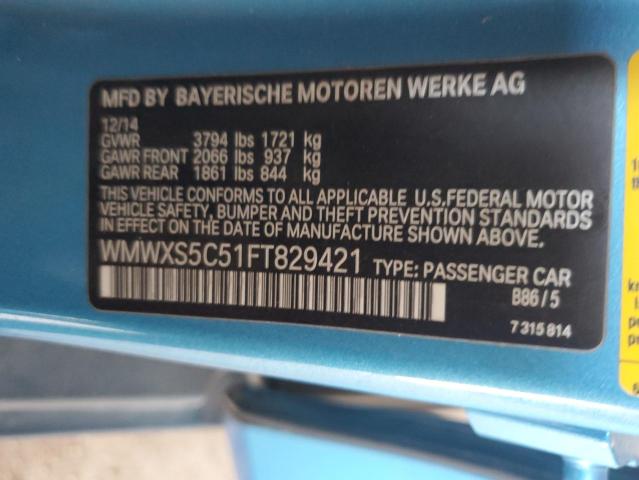 MFD BY BAYERISCHE MOTOREN WERKE AG
12/14
GVWR 3794 lbs 1721 kg
GAWR FRONT 2066 lbs 937 kg
GAWR REAR 1861 lbs 844 kg
THIS VEHICLE CONFORMS TO ALL APPLICABLE U.S.FEDERAL MOTOR
VEHICLE SAFETY, BUMPER AND THEFT PREVENTION STANDARDS
IN EFFECT ON THE DATE OF MANUFACTURE SHOWN ABOVE.
WMWXS5C51FT829421 TYPE: PASSENGER CAR
B86/5
7 315 814